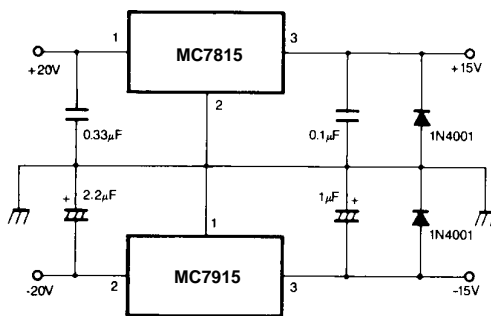 1
MC7815
3
+20V
+15V
2
0.33μF
0.1μF
1N4001
2.2μF
+
1μF
+
1
1N4001
-20V
2
MC7915
3
-15V